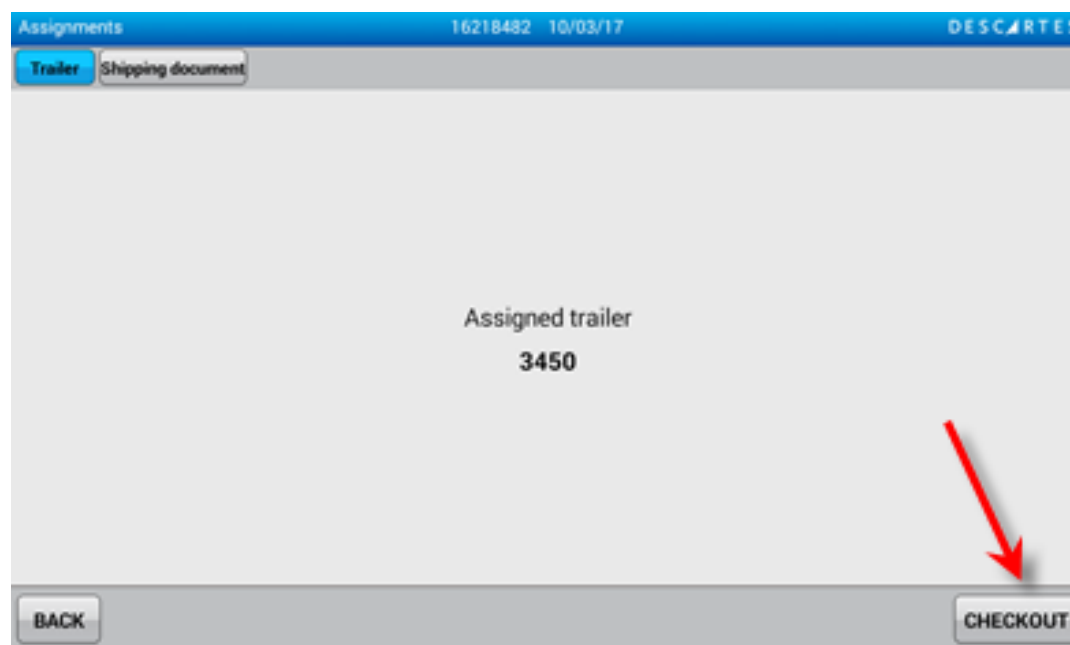 Assignments 16218482 10/03/17 DESCARTES
Trailer Shipping document
Assigned trailer
3450
BACK CHECKOUT